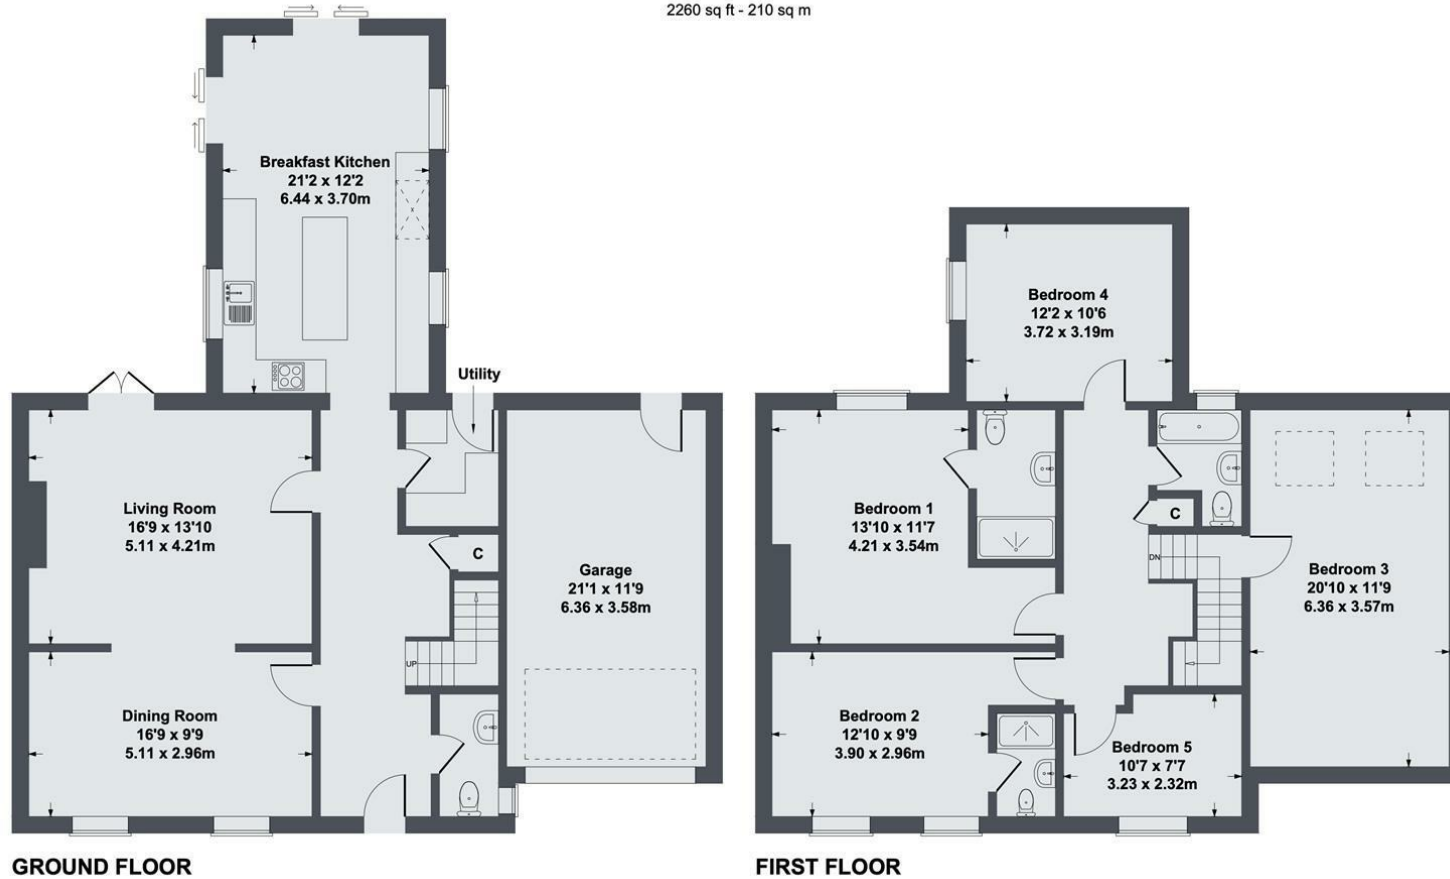 2260 sq ft - 210 sq m
Breakfast Kitchen
21'2 x 12'2
6.44 x 3.70m
Utility
Living Room
16'9 x 13'10
5.11 x 4.21m
C
Garage
21'1 x 11'9
6.36 x 3.58m
UP
Dining Room
16'9 x 9'9
5.11 x 2.96m
GROUND FLOOR
Bedroom 4
12'2 x 10'6
3.72 x 3.19m
Bedroom 1
13'10 x 11'7
4.21 x 3.54m
C
DN
Bedroom 3
20'10 x 11'9
6.36 x 3.57m
Bedroom 2
12'10 x 9'9
3.90 x 2.96m
Bedroom 5
10'7 x 7'7
3.23 x 2.32m
FIRST FLOOR